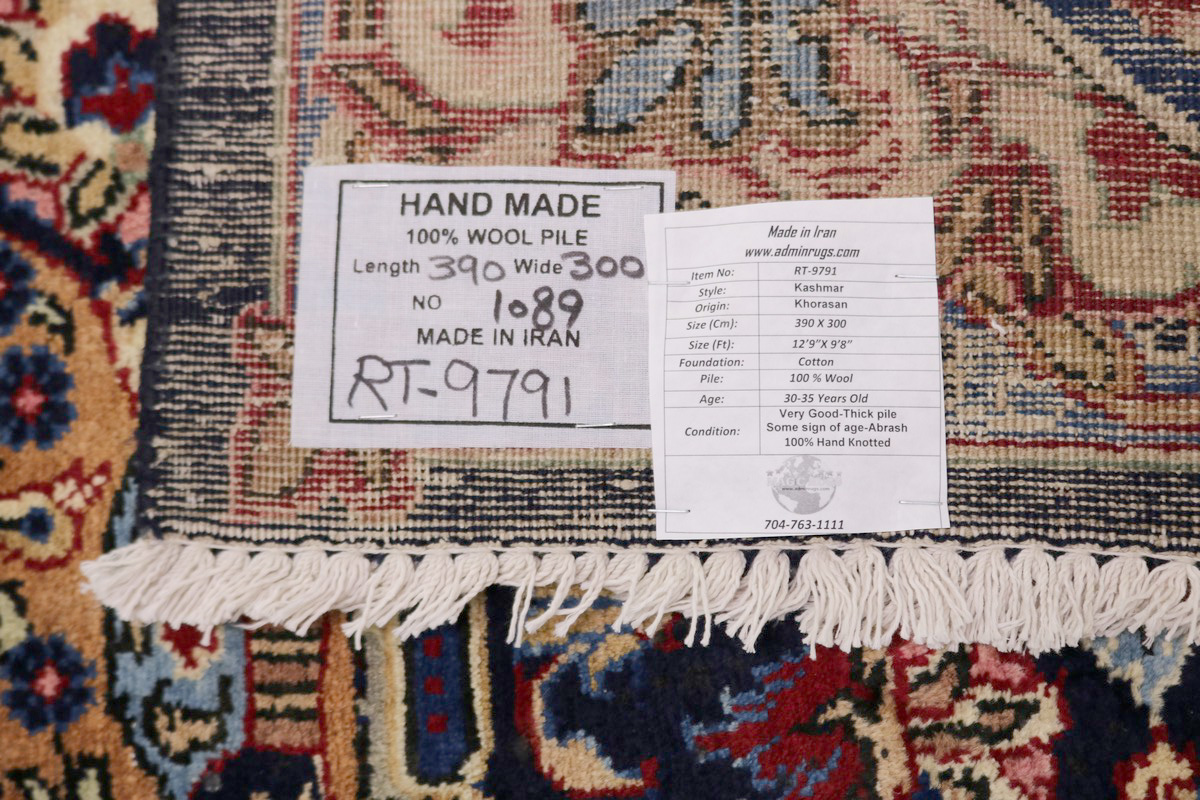 HAND MADE
100% WOOL PILE
Length 390 Wide 300
NO 1089
MADE IN IRAN
RT-9791
Made in Iran
www.adminrugs.com
Item No: RT-9791
Style: Kashmar
Origin: Khorasan
Size (Cm): 390 X 300
Size (Ft): 12'9"X 9'8"
Foundation: Cotton
Pile: 100 % Wool
Age: 30-35 Years Old
Condition: Very Good-Thick pile
Some sign of age-Abrash
100% Hand Knotted
www.adminrugs.com
704-763-1111